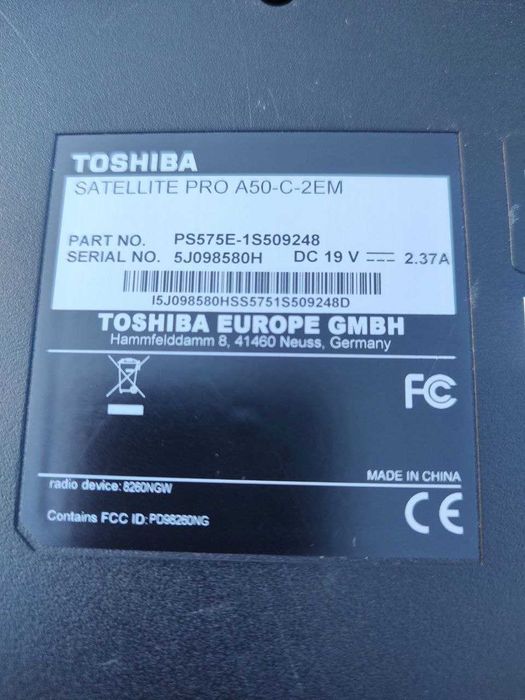 TOSHIBA
SATELLITE PRO A50-C-2EM
PART NO. PS575E-1S509248
SERIAL NO. 5J098580H DC 19 V 2.37A
I5J098580HSS5751S509248D
TOSHIBA EUROPE GMBH
Hammfelddamm 8, 41460 Neuss, Germany
FC
MADE IN CHINA
radio device:8260NGW
CE
Contains FCC ID:PD98260NG